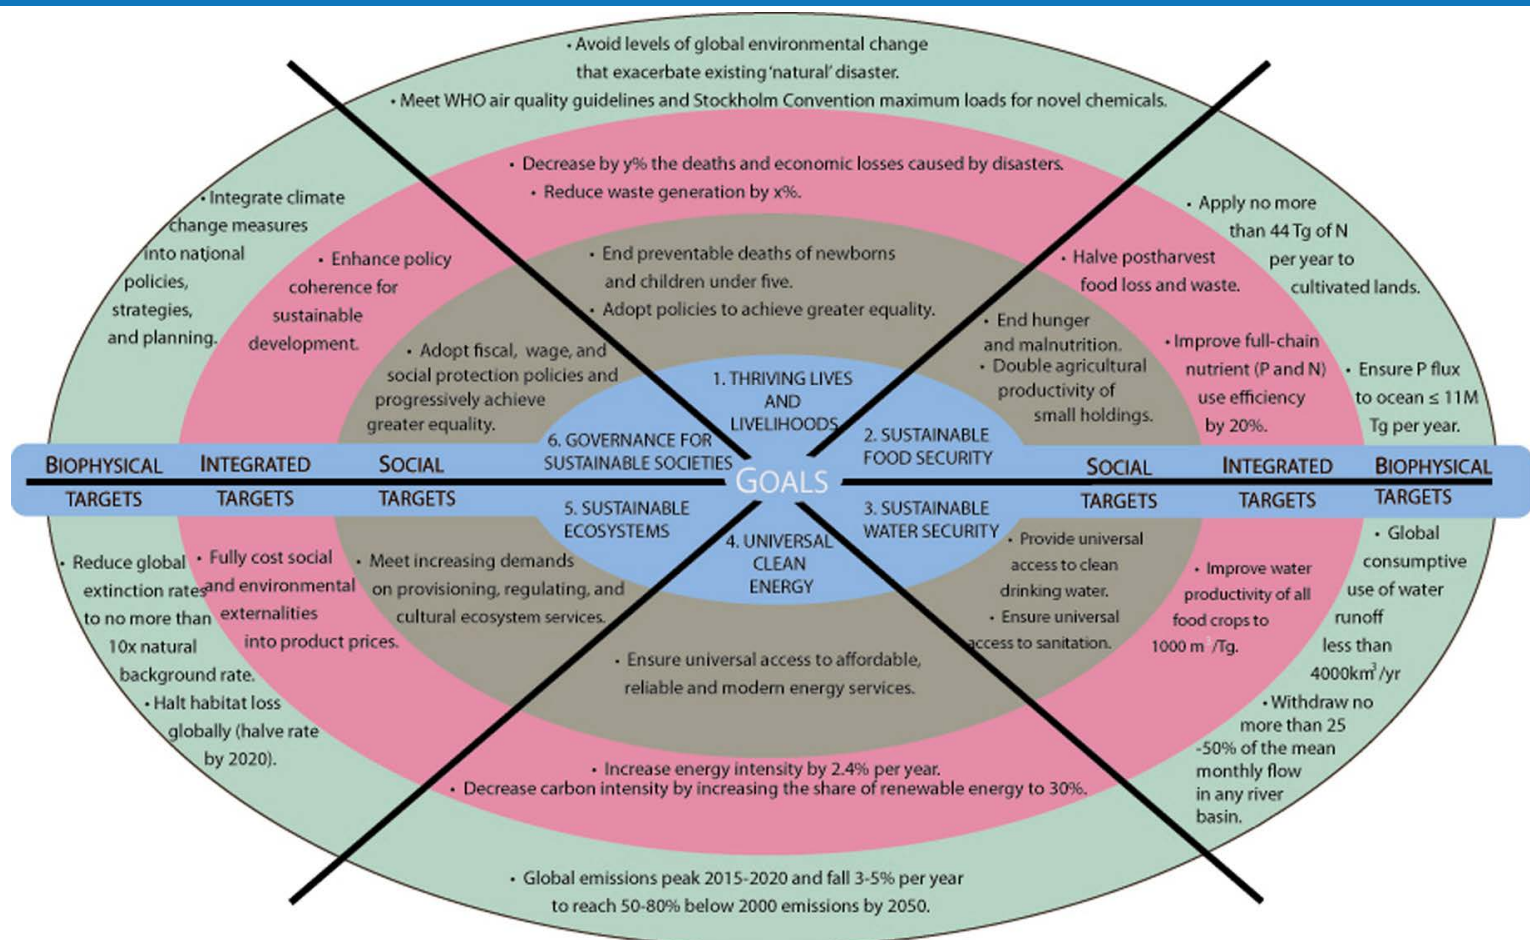 • Avoid levels of global environmental change
that exacerbate existing 'natural' disaster.
• Meet WHO air quality guidelines and Stockholm Convention maximum loads for novel chemicals.
• Decrease by y% the deaths and economic losses caused by disasters.
• Reduce waste generation by x%.
• End preventable deaths of newborns
and children under five.
• Adopt policies to achieve greater equality.
1. THRIVING LIVES
AND
LIVELIHOODS
• Integrate climate
change measures
into national
policies,
strategies,
and planning.
• Enhance policy
coherence for
sustainable
development.
• Adopt fiscal, wage, and
social protection policies and
progressively achieve
greater equality.
6. GOVERNANCE FOR
SUSTAINABLE SOCIETIES
2. SUSTAINABLE
FOOD SECURITY
• End hunger
and malnutrition.
• Double agricultural
productivity of
small holdings.
• Halve postharvest
food loss and waste.
• Improve full-chain
nutrient (P and N)
use efficiency
by 20%.
• Apply no more
than 44 Tg of N
per year to
cultivated lands.
• Ensure P flux
to ocean ≤ 11M
Tg per year.
BIOPHYSICAL
TARGETS
INTEGRATED
TARGETS
SOCIAL
TARGETS
GOALS
SOCIAL
TARGETS
INTEGRATED
TARGETS
BIOPHYSICAL
TARGETS
5. SUSTAINABLE
ECOSYSTEMS
4. UNIVERSAL
CLEAN
ENERGY
3. SUSTAINABLE
WATER SECURITY
• Reduce global
extinction rates
to no more than
10x natural
background rate.
• Halt habitat loss
globally (halve rate
by 2020).
• Fully cost social
and environmental
externalities
into product prices.
• Meet increasing demands
on provisioning, regulating, and
cultural ecosystem services.
• Provide universal
access to clean
drinking water.
• Ensure universal
access to sanitation.
• Improve water
productivity of all
food crops to
1000 m³/Tg.
• Global
consumptive
use of water
runoff
less than
4000km³/yr
• Withdraw no
more than 25
-50% of the mean
monthly flow
in any river
basin.
• Ensure universal access to affordable,
reliable and modern energy services.
• Increase energy intensity by 2.4% per year.
• Decrease carbon intensity by increasing the share of renewable energy to 30%.
• Global emissions peak 2015-2020 and fall 3-5% per year
to reach 50-80% below 2000 emissions by 2050.